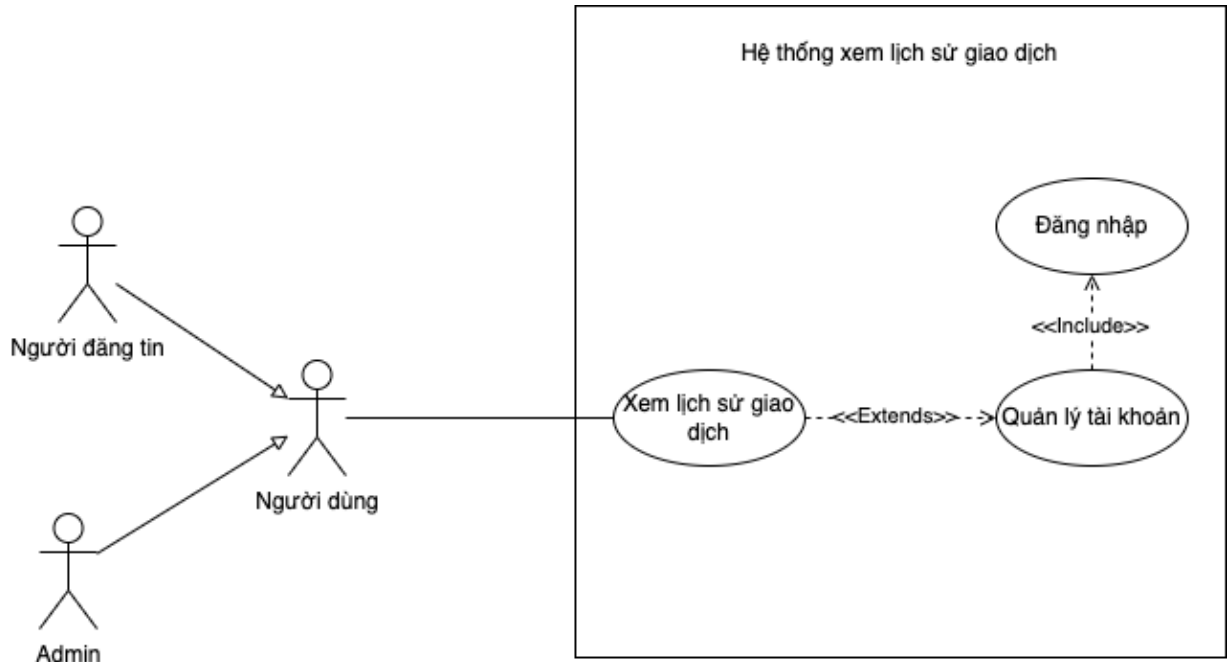 Hệ thống xem lịch sử giao dịch
Đăng nhập
<<Include>>
Người đăng tin
Xem lịch sử giao
dịch
<<Extends>>
Quản lý tài khoản
Người dùng
Admin